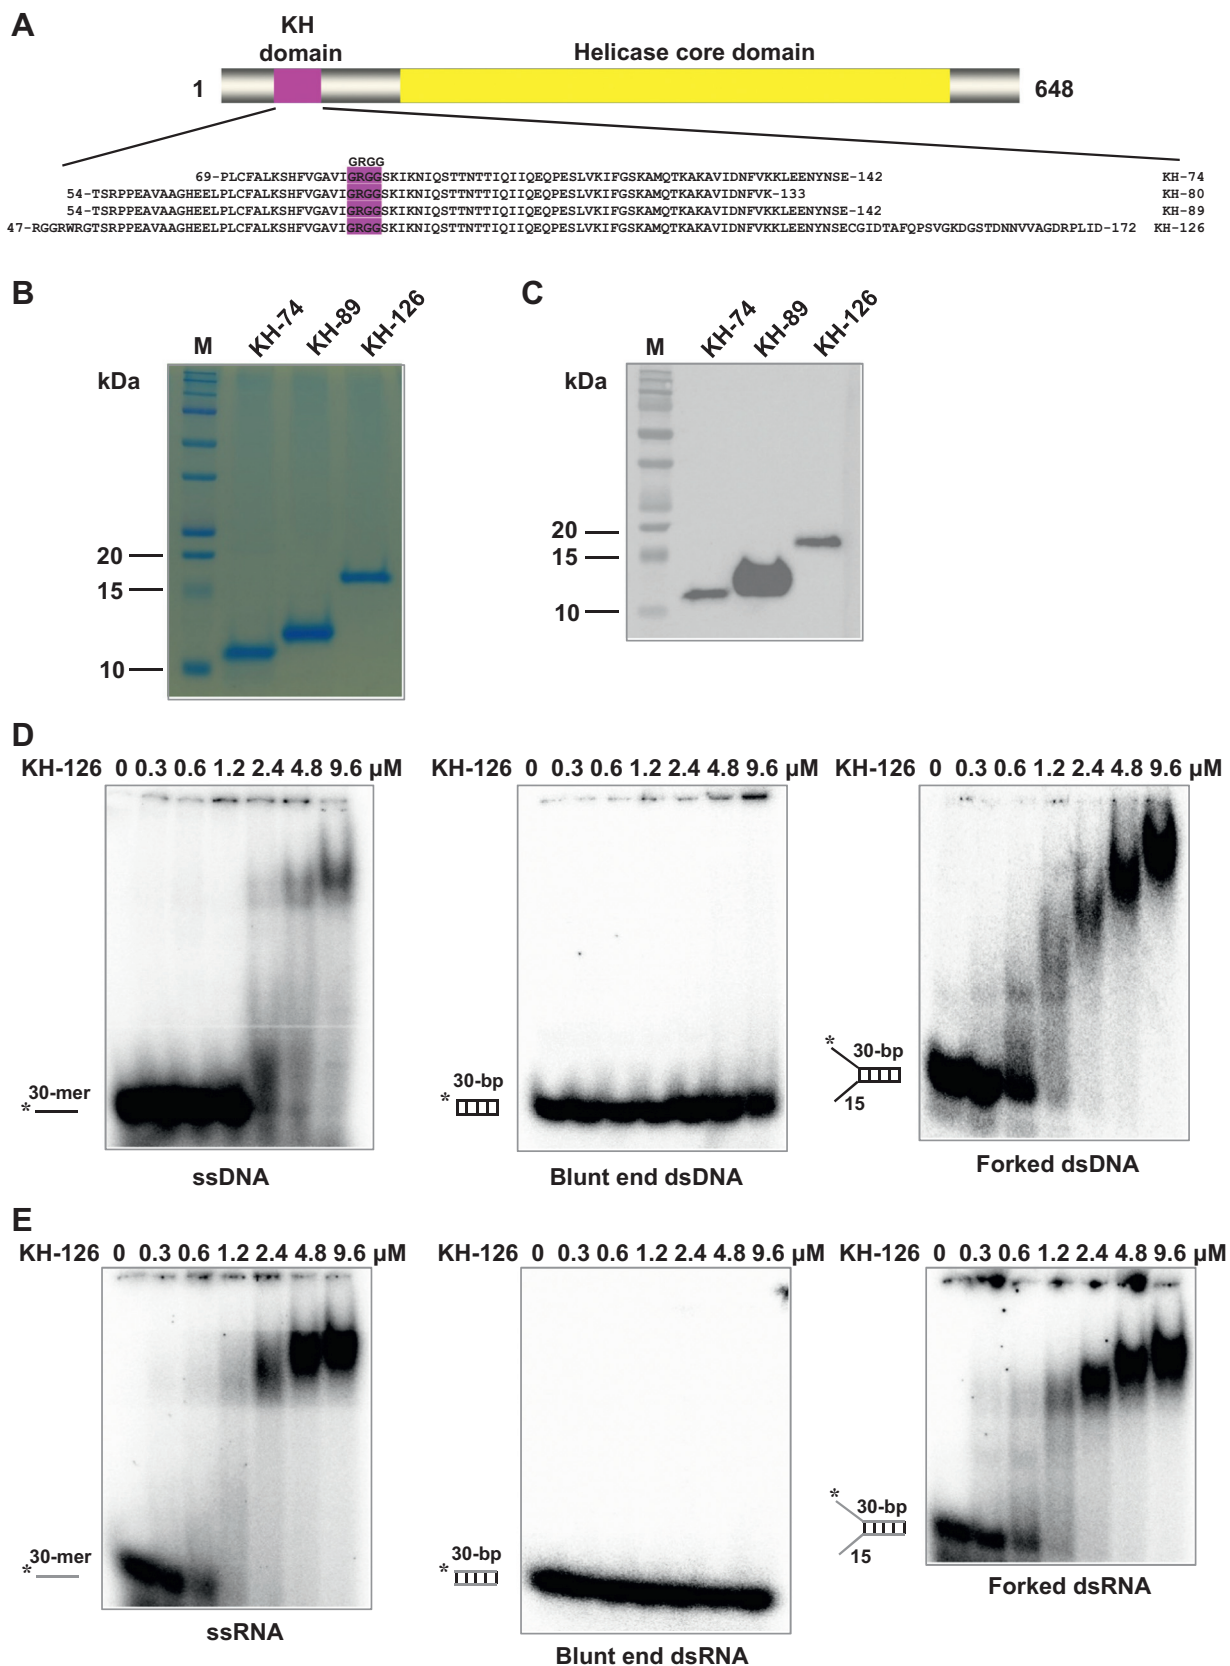 A
KH
domain
Helicase core domain
1
648
GRGG
69-PLCFALKSHFVGAVIGRGGSKIKNIQSTTNTTIQIIQEQPESLVKIFGSKAMQTKAKAVIDNFVKKLEENYNSE-142 KH-74
54-TSRPPEAVAAGHEELPLCFALKSHFVGAVIGRGGSKIKNIQSTTNTTIQIIQEQPESLVKIFGSKAMQTKAKAVIDNFVK-133 KH-80
54-TSRPPEAVAAGHEELPLCFALKSHFVGAVIGRGGSKIKNIQSTTNTTIQIIQEQPESLVKIFGSKAMQTKAKAVIDNFVKKLEENYNSE-142 KH-89
47-RGGRWRGTSRPPEAVAAGHEELPLCFALKSHFVGAVIGRGGSKIKNIQSTTNTTIQIIQEQPESLVKIFGSKAMQTKAKAVIDNFVKKLEENYNSECGIDTAFQPSVGKDGSTDNNVVAGDRPLID-172 KH-126
B
kDa
M KH-74 KH-89 KH-126
20
15
10
C
kDa
M KH-74 KH-89 KH-126
20
15
10
D
KH-126 0 0.3 0.6 1.2 2.4 4.8 9.6 µM
* 30-mer
ssDNA
KH-126 0 0.3 0.6 1.2 2.4 4.8 9.6 µM
* 30-bp
Blunt end dsDNA
KH-126 0 0.3 0.6 1.2 2.4 4.8 9.6 µM
* 30-bp
15
Forked dsDNA
E
KH-126 0 0.3 0.6 1.2 2.4 4.8 9.6 µM
* 30-mer
ssRNA
KH-126 0 0.3 0.6 1.2 2.4 4.8 9.6 µM
* 30-bp
Blunt end dsRNA
KH-126 0 0.3 0.6 1.2 2.4 4.8 9.6 µM
* 30-bp
15
Forked dsRNA